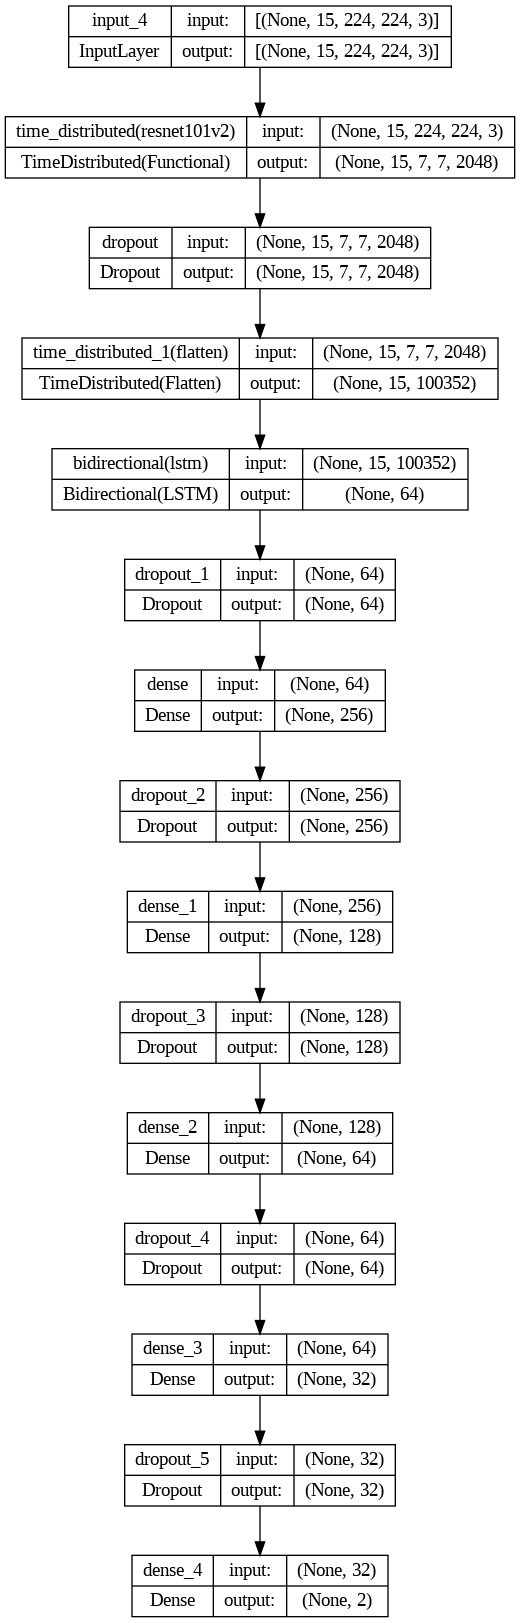 input_4 input: [(None, 15, 224, 224, 3)]
InputLayer output: [(None, 15, 224, 224, 3)]
time_distributed(resnet101v2) input: (None, 15, 224, 224, 3)
TimeDistributed(Functional) output: (None, 15, 7, 7, 2048)
dropout input: (None, 15, 7, 7, 2048)
Dropout output: (None, 15, 7, 7, 2048)
time_distributed_1(flatten) input: (None, 15, 7, 7, 2048)
TimeDistributed(Flatten) output: (None, 15, 100352)
bidirectional(lstm) input: (None, 15, 100352)
Bidirectional(LSTM) output: (None, 64)
dropout_1 input: (None, 64)
Dropout output: (None, 64)
dense input: (None, 64)
Dense output: (None, 256)
dropout_2 input: (None, 256)
Dropout output: (None, 256)
dense_1 input: (None, 256)
Dense output: (None, 128)
dropout_3 input: (None, 128)
Dropout output: (None, 128)
dense_2 input: (None, 128)
Dense output: (None, 64)
dropout_4 input: (None, 64)
Dropout output: (None, 64)
dense_3 input: (None, 64)
Dense output: (None, 32)
dropout_5 input: (None, 32)
Dropout output: (None, 32)
dense_4 input: (None, 32)
Dense output: (None, 2)